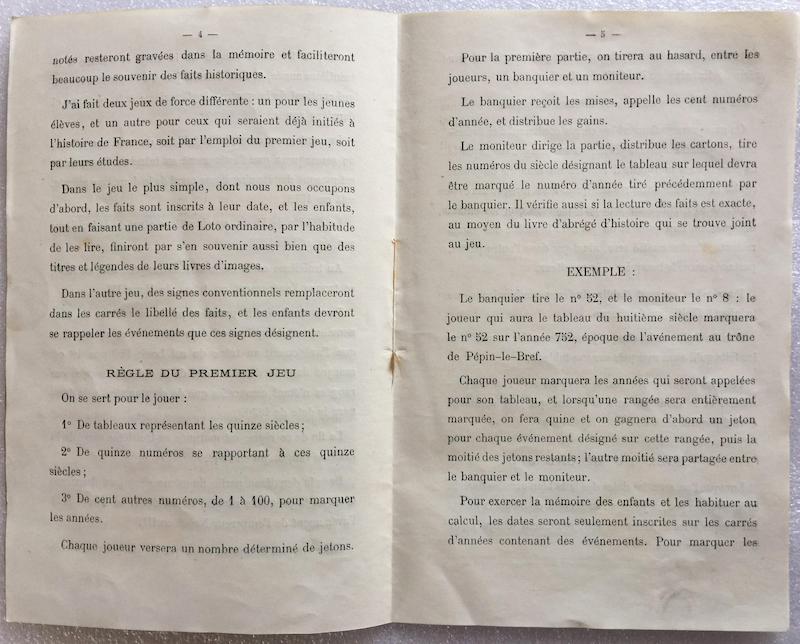 — 4 —
notés resteront gravées dans la mémoire et faciliteront
beaucoup le souvenir des faits historiques.
J'ai fait deux jeux de force différente : un pour les jeunes
élèves, et un autre pour ceux qui seraient déjà initiés à
l'histoire de France, soit par l'emploi du premier jeu, soit
par leurs études.
Dans le jeu le plus simple, dont nous nous occupons
d'abord, les faits sont inscrits à leur date, et les enfants,
tout en faisant une partie de Loto ordinaire, par l'habitude
de les lire, finiront par s'en souvenir aussi bien que des
titres et légendes de leurs livres d'images.
Dans l'autre jeu, des signes conventionnels remplaceront
dans les carrés le libellé des faits, et les enfants devront
se rappeler les événements que ces signes désignent.
RÈGLE DU PREMIER JEU
On se sert pour le jouer :
1° De tableaux représentant les quinze siècles ;
2° De quinze numéros se rapportant à ces quinze
siècles ;
3° De cent autres numéros, de 1 à 100, pour marquer
les années.
Chaque joueur versera un nombre déterminé de jetons.
— 5 —
Pour la première partie, on tirera au hasard, entre les
joueurs, un banquier et un moniteur.
Le banquier reçoit les mises, appelle les cent numéros
d'année, et distribue les gains.
Le moniteur dirige la partie, distribue les cartons, tire
les numéros du siècle désignant le tableau sur lequel devra
être marqué le numéro d'année tiré précédemment par
le banquier. Il vérifie aussi si la lecture des faits est exacte,
au moyen du livre d'abrégé d'histoire qui se trouve joint
au jeu.
EXEMPLE :
Le banquier tire le n° 52, et le moniteur le n° 8 : le
joueur qui aura le tableau du huitième siècle marquera
le n° 52 sur l'année 752, époque de l'avénement au trône
de Pépin-le-Bref.
Chaque joueur marquera les années qui seront appelées
pour son tableau, et lorsqu'une rangée sera entièrement
marquée, on fera quine et on gagnera d'abord un jeton
pour chaque événement désigné sur cette rangée, puis la
moitié des jetons restants ; l'autre moitié sera partagée entre
le banquier et le moniteur.
Pour exercer la mémoire des enfants et les habituer au
calcul, les dates seront seulement inscrites sur les carrés
d'années contenant des événements. Pour marquer les